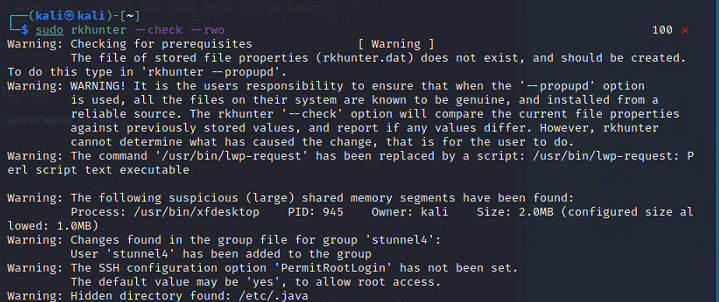 ┌──(kali㉿kali)-[~]
└─$ sudo rkhunter --check --rwo 100 ⨯
Warning: Checking for prerequisites [ Warning ]
The file of stored file properties (rkhunter.dat) does not exist, and should be created.
To do this type in 'rkhunter --propupd'.
Warning: WARNING! It is the users responsibility to ensure that when the '--propupd' option
is used, all the files on their system are known to be genuine, and installed from a
reliable source. The rkhunter '--check' option will compare the current file properties
against previously stored values, and report if any values differ. However, rkhunter
cannot determine what has caused the change, that is for the user to do.
Warning: The command '/usr/bin/lwp-request' has been replaced by a script: /usr/bin/lwp-request: P
erl script text executable
Warning: The following suspicious (large) shared memory segments have been found:
Process: /usr/bin/xfdesktop PID: 945 Owner: kali Size: 2.0MB (configured size al
lowed: 1.0MB)
Warning: Changes found in the group file for group 'stunnel4':
User 'stunnel4' has been added to the group
Warning: The SSH configuration option 'PermitRootLogin' has not been set.
The default value may be 'yes', to allow root access.
Warning: Hidden directory found: /etc/.java